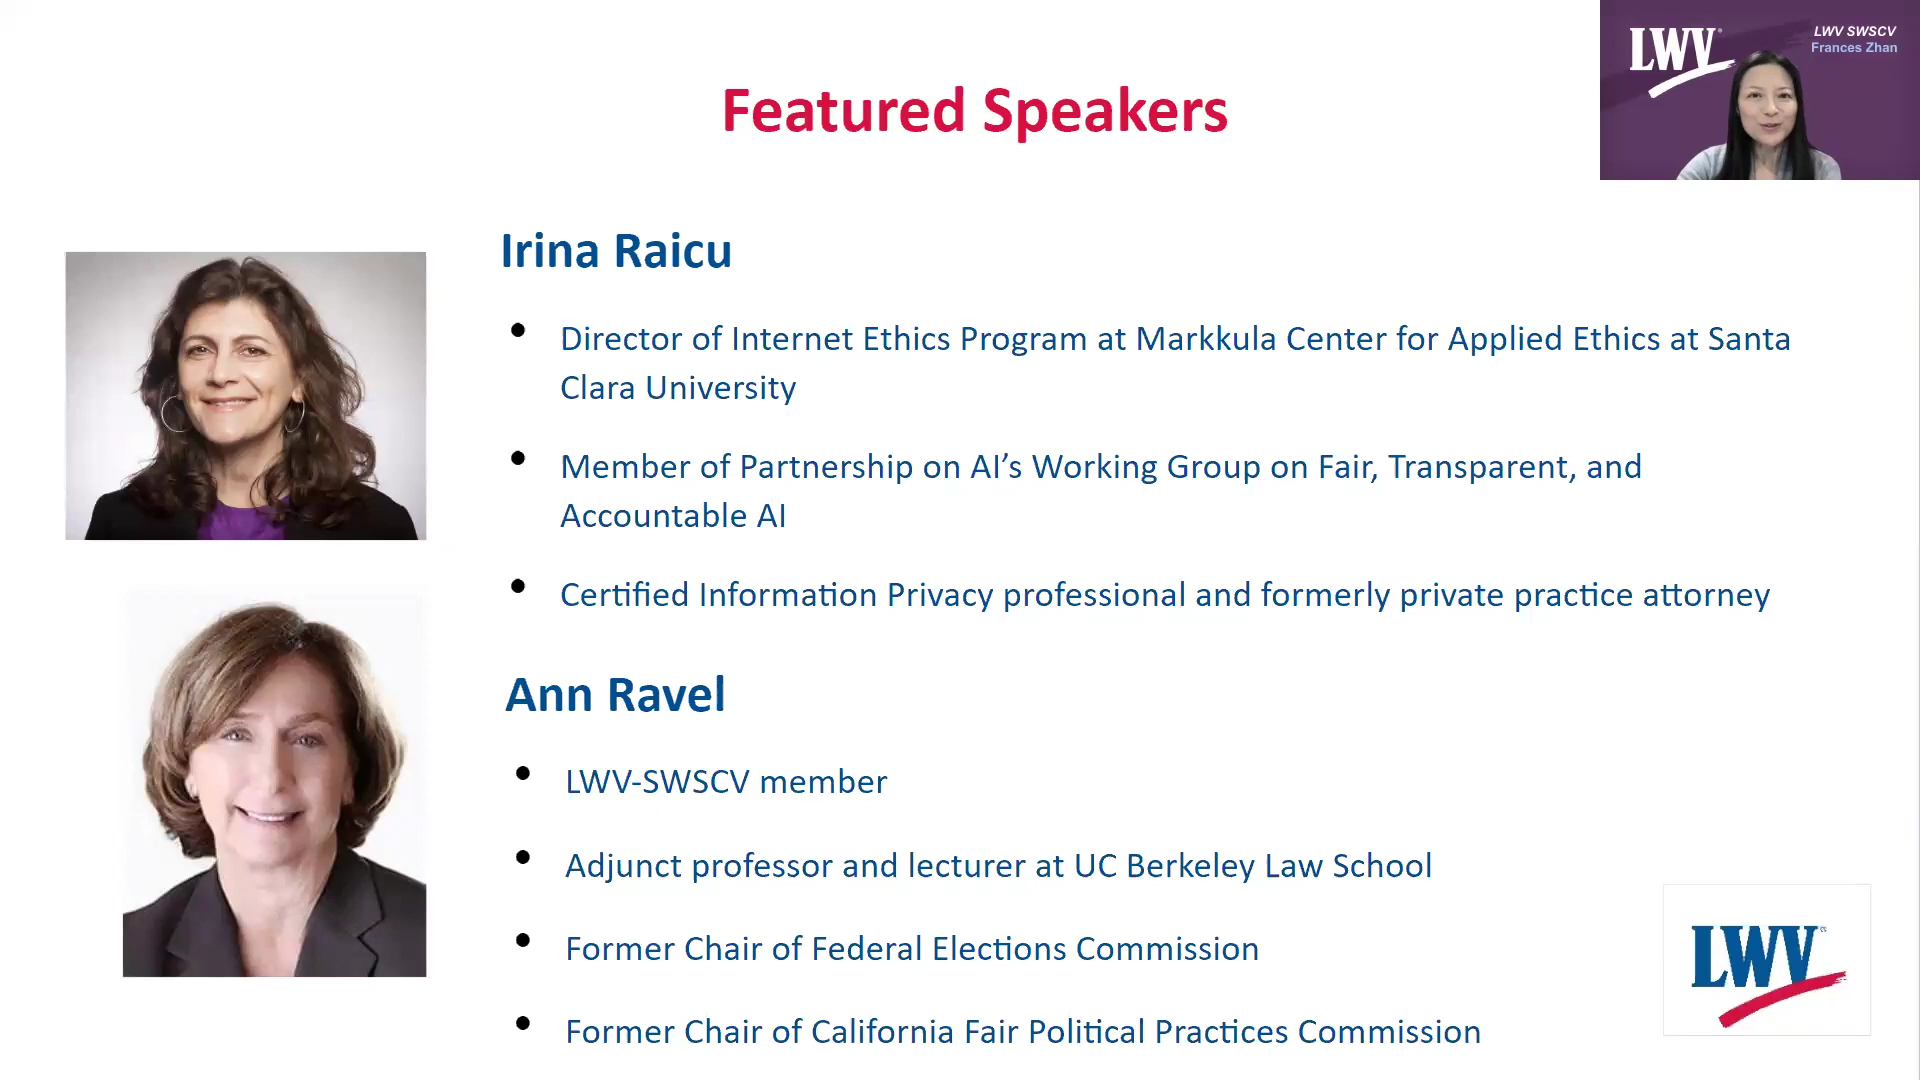 LWV
LWV SWSCV
Frances Zhan
Featured Speakers
Irina Raicu
• Director of Internet Ethics Program at Markkula Center for Applied Ethics at Santa
Clara University
• Member of Partnership on AI’s Working Group on Fair, Transparent, and
Accountable AI
• Certified Information Privacy professional and formerly private practice attorney
Ann Ravel
• LWV-SWSCV member
• Adjunct professor and lecturer at UC Berkeley Law School
• Former Chair of Federal Elections Commission
• Former Chair of California Fair Political Practices Commission
LWV